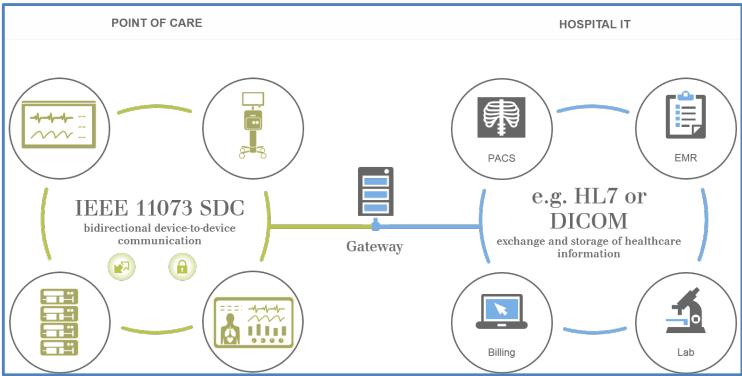 POINT OF CARE
HOSPITAL IT
PACS
EMR
IEEE 11073 SDC
bidirectional device-to-device
communication
Gateway
e.g. HL7 or
DICOM
exchange and storage of healthcare
information
Billing
Lab